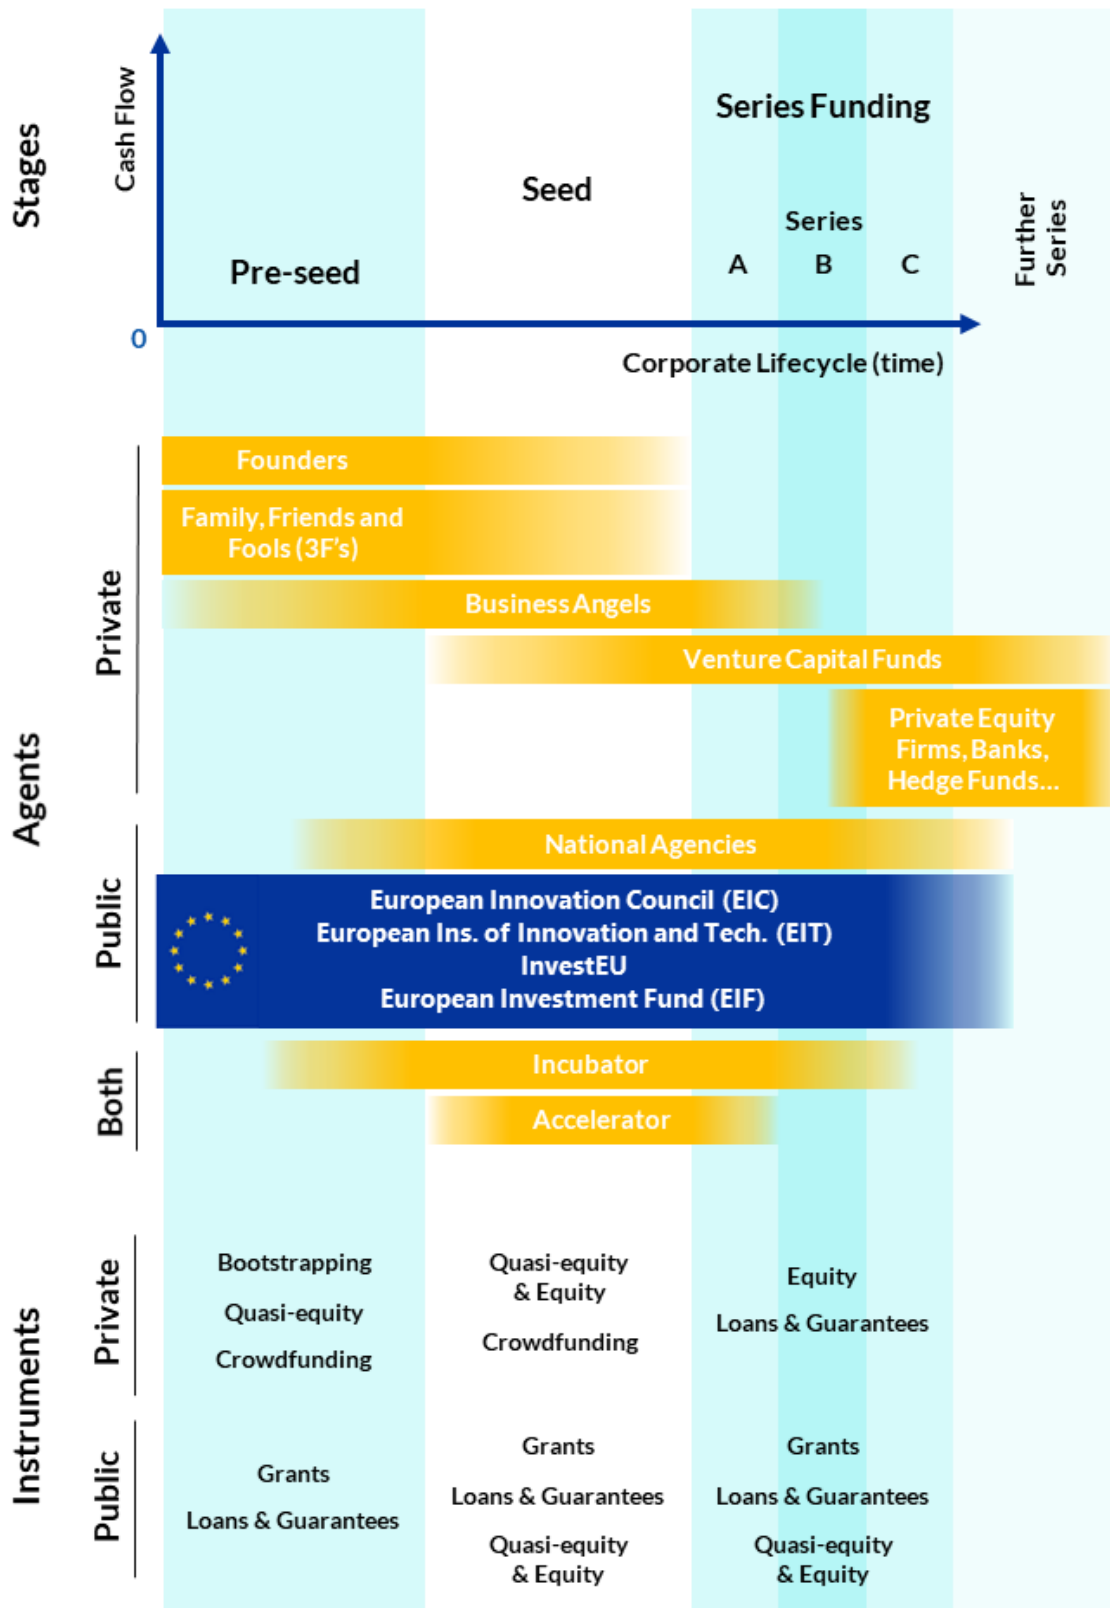 Stages
Cash Flow
Series Funding
Seed
Series
A B C
Further
Series
Pre-seed
0
Corporate Lifecycle (time)
Agents
Private
Founders
Family, Friends and
Fools (3F's)
Business Angels
Venture Capital Funds
Private Equity
Firms, Banks,
Hedge Funds...
Public
National Agencies
European Innovation Council (EIC)
European Ins. of Innovation and Tech. (EIT)
InvestEU
European Investment Fund (EIF)
Both
Incubator
Accelerator
Instruments
Private
Bootstrapping
Quasi-equity
Crowdfunding
Quasi-equity
& Equity
Crowdfunding
Equity
Loans & Guarantees
Public
Grants
Loans & Guarantees
Grants
Loans & Guarantees
Quasi-equity
& Equity
Grants
Loans & Guarantees
Quasi-equity
& Equity